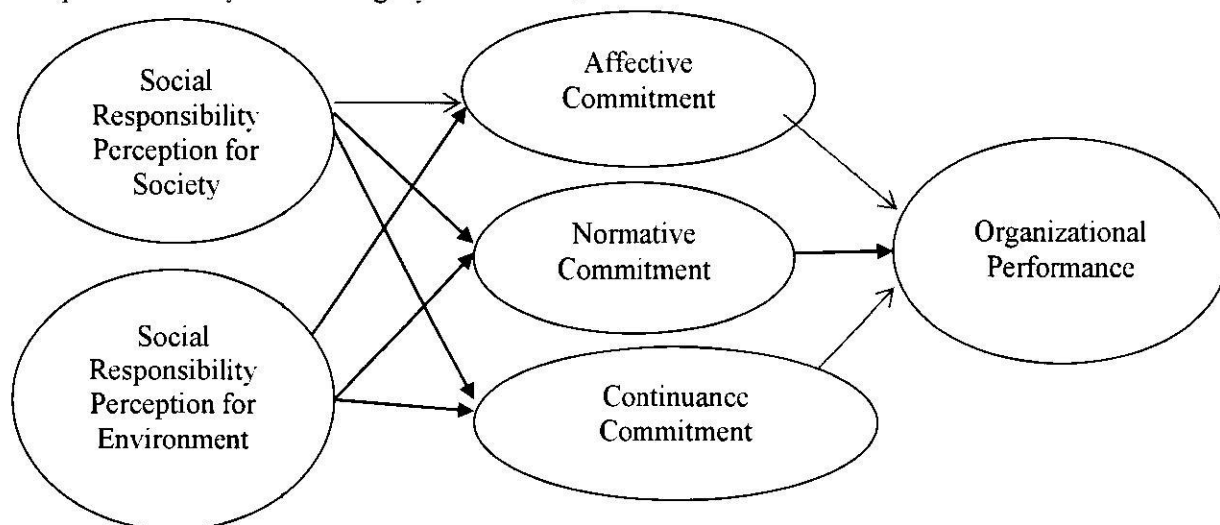 Social
Responsibility
Perception for
Society
Affective
Commitment
Normative
Commitment
Organizational
Performance
Social
Responsibility
Perception for
Environment
Continuance
Commitment